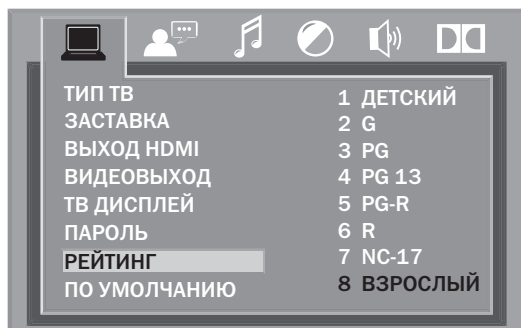 ТИП ТВ
ЗАСТАВКА
ВЫХОД HDMI
ВИДЕОВЫХОД
ТВ ДИСПЛЕЙ
ПАРОЛЬ
РЕЙТИНГ
ПО УМОЛЧАНИЮ
1 ДЕТСКИЙ
2 G
3 PG
4 PG 13
5 PG-R
6 R
7 NC-17
8 ВЗРОСЛЫЙ